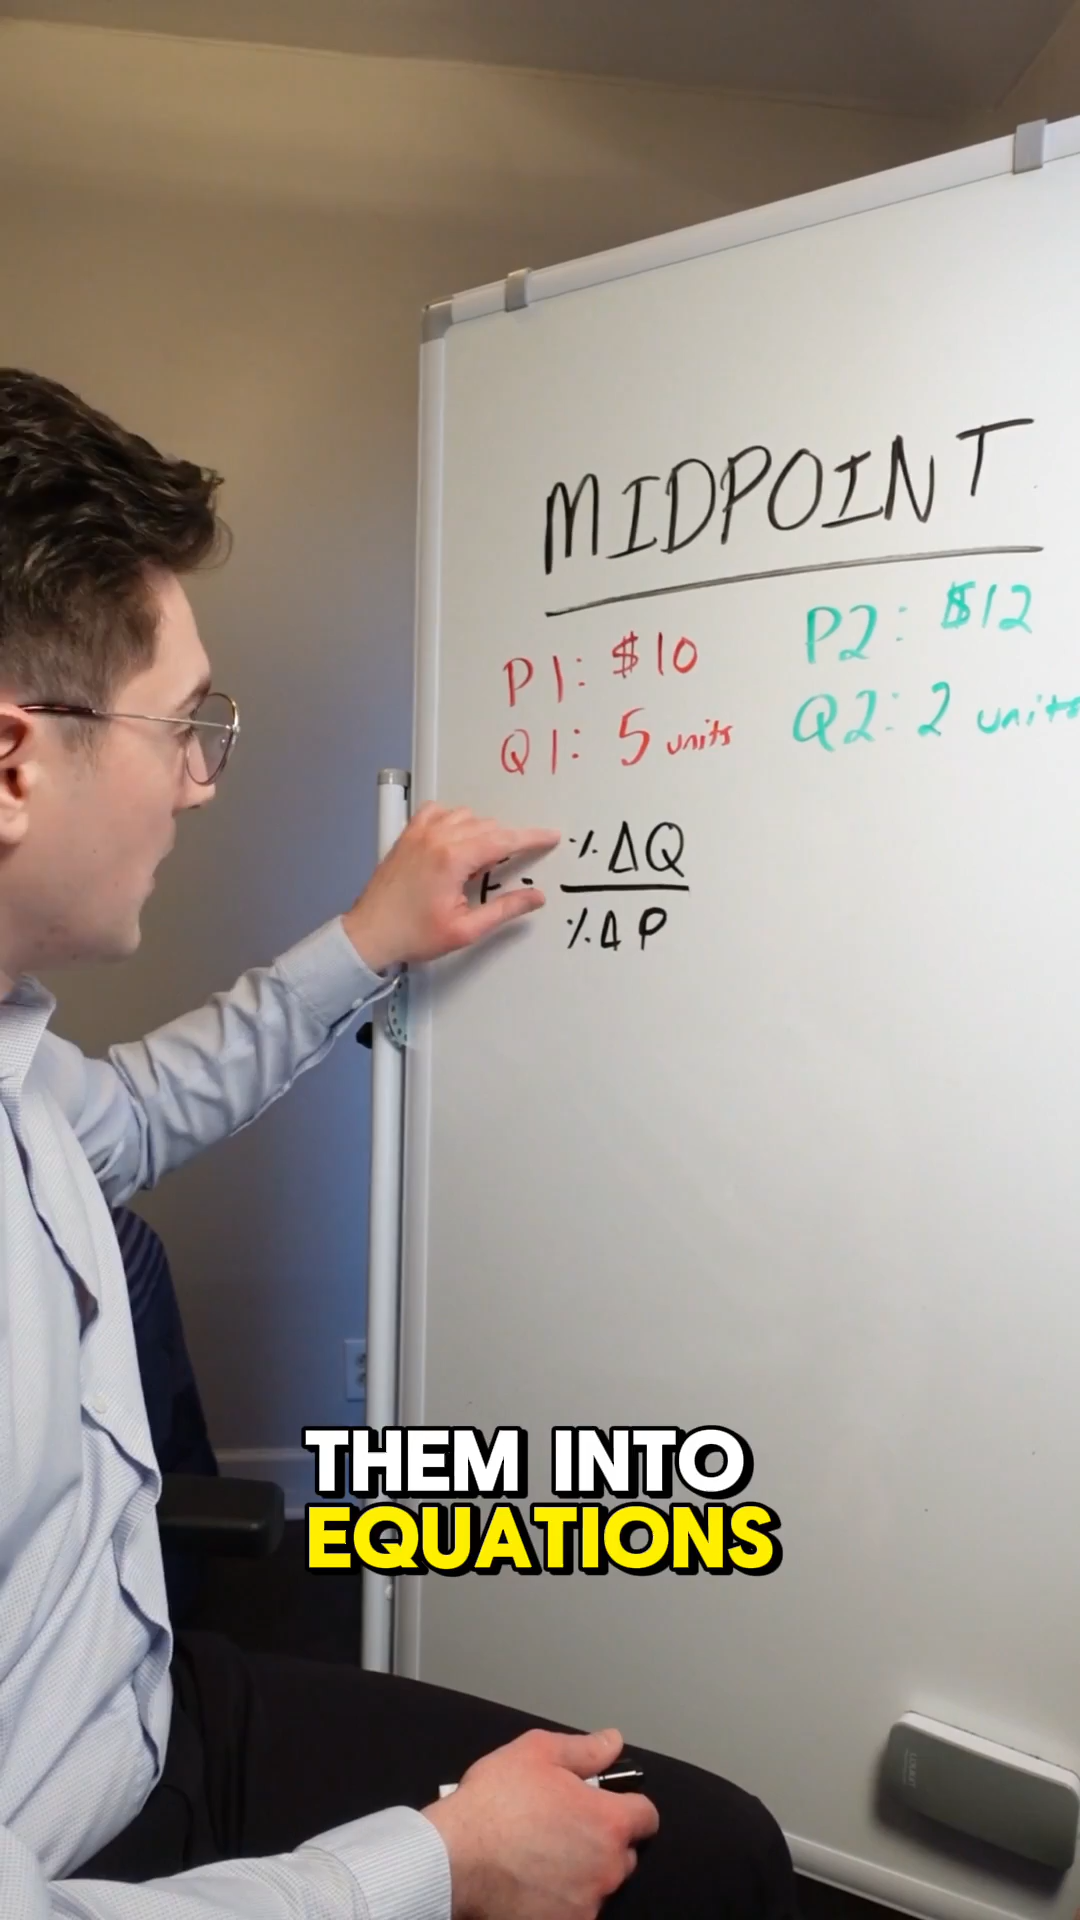 MIDPOINT
P1: $10
P2: $12
Q1: 5 units
Q2: 2 units
%ΔQ
%ΔP
THEM INTO
EQUATIONS